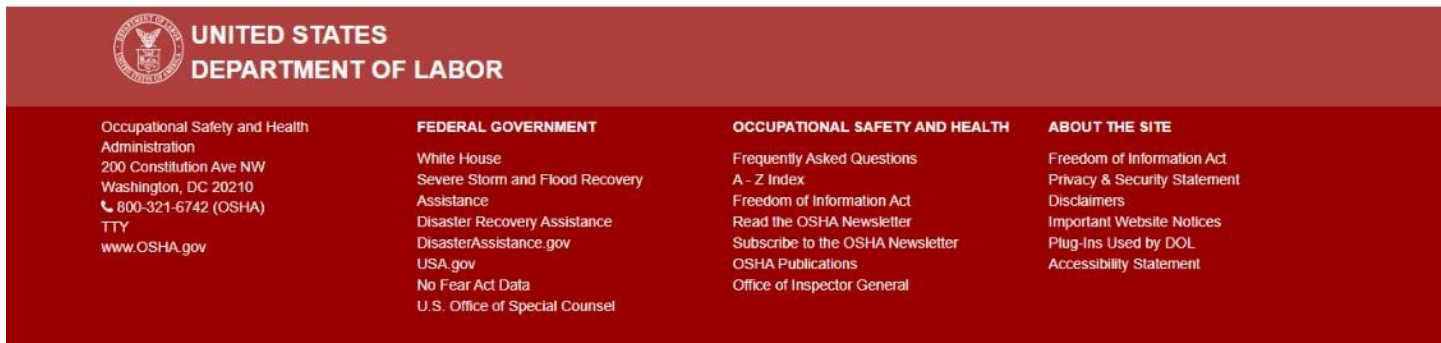 UNITED STATES
DEPARTMENT OF LABOR
Occupational Safety and Health
Administration
200 Constitution Ave NW
Washington, DC 20210
800-321-6742 (OSHA)
TTY
www.OSHA.gov
FEDERAL GOVERNMENT
White House
Severe Storm and Flood Recovery
Assistance
Disaster Recovery Assistance
DisasterAssistance.gov
USA.gov
No Fear Act Data
U.S. Office of Special Counsel
OCCUPATIONAL SAFETY AND HEALTH
Frequently Asked Questions
A - Z Index
Freedom of Information Act
Read the OSHA Newsletter
Subscribe to the OSHA Newsletter
OSHA Publications
Office of Inspector General
ABOUT THE SITE
Freedom of Information Act
Privacy & Security Statement
Disclaimers
Important Website Notices
Plug-Ins Used by DOL
Accessibility Statement